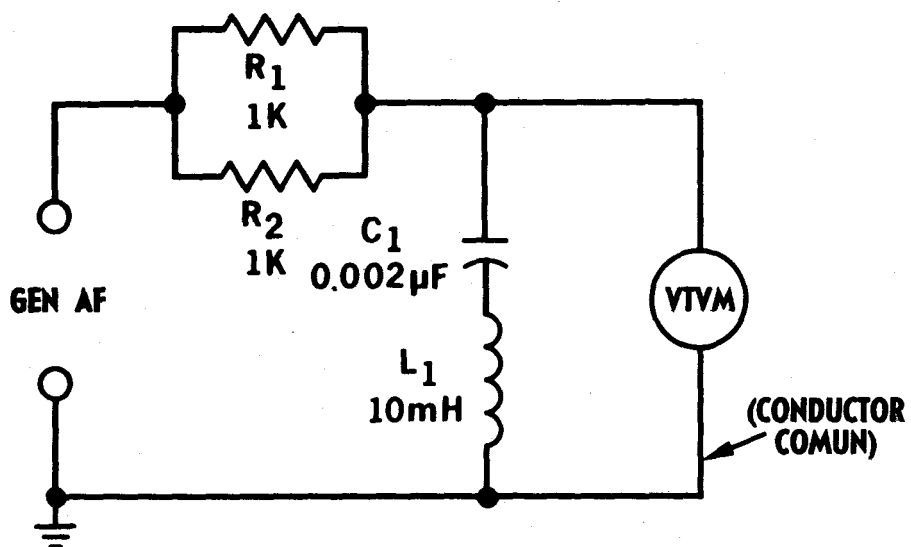 R1
1K
R2
1K
C1
0.002µF
GEN AF
VTVM
L1
10mH
(CONDUCTOR
COMUN)